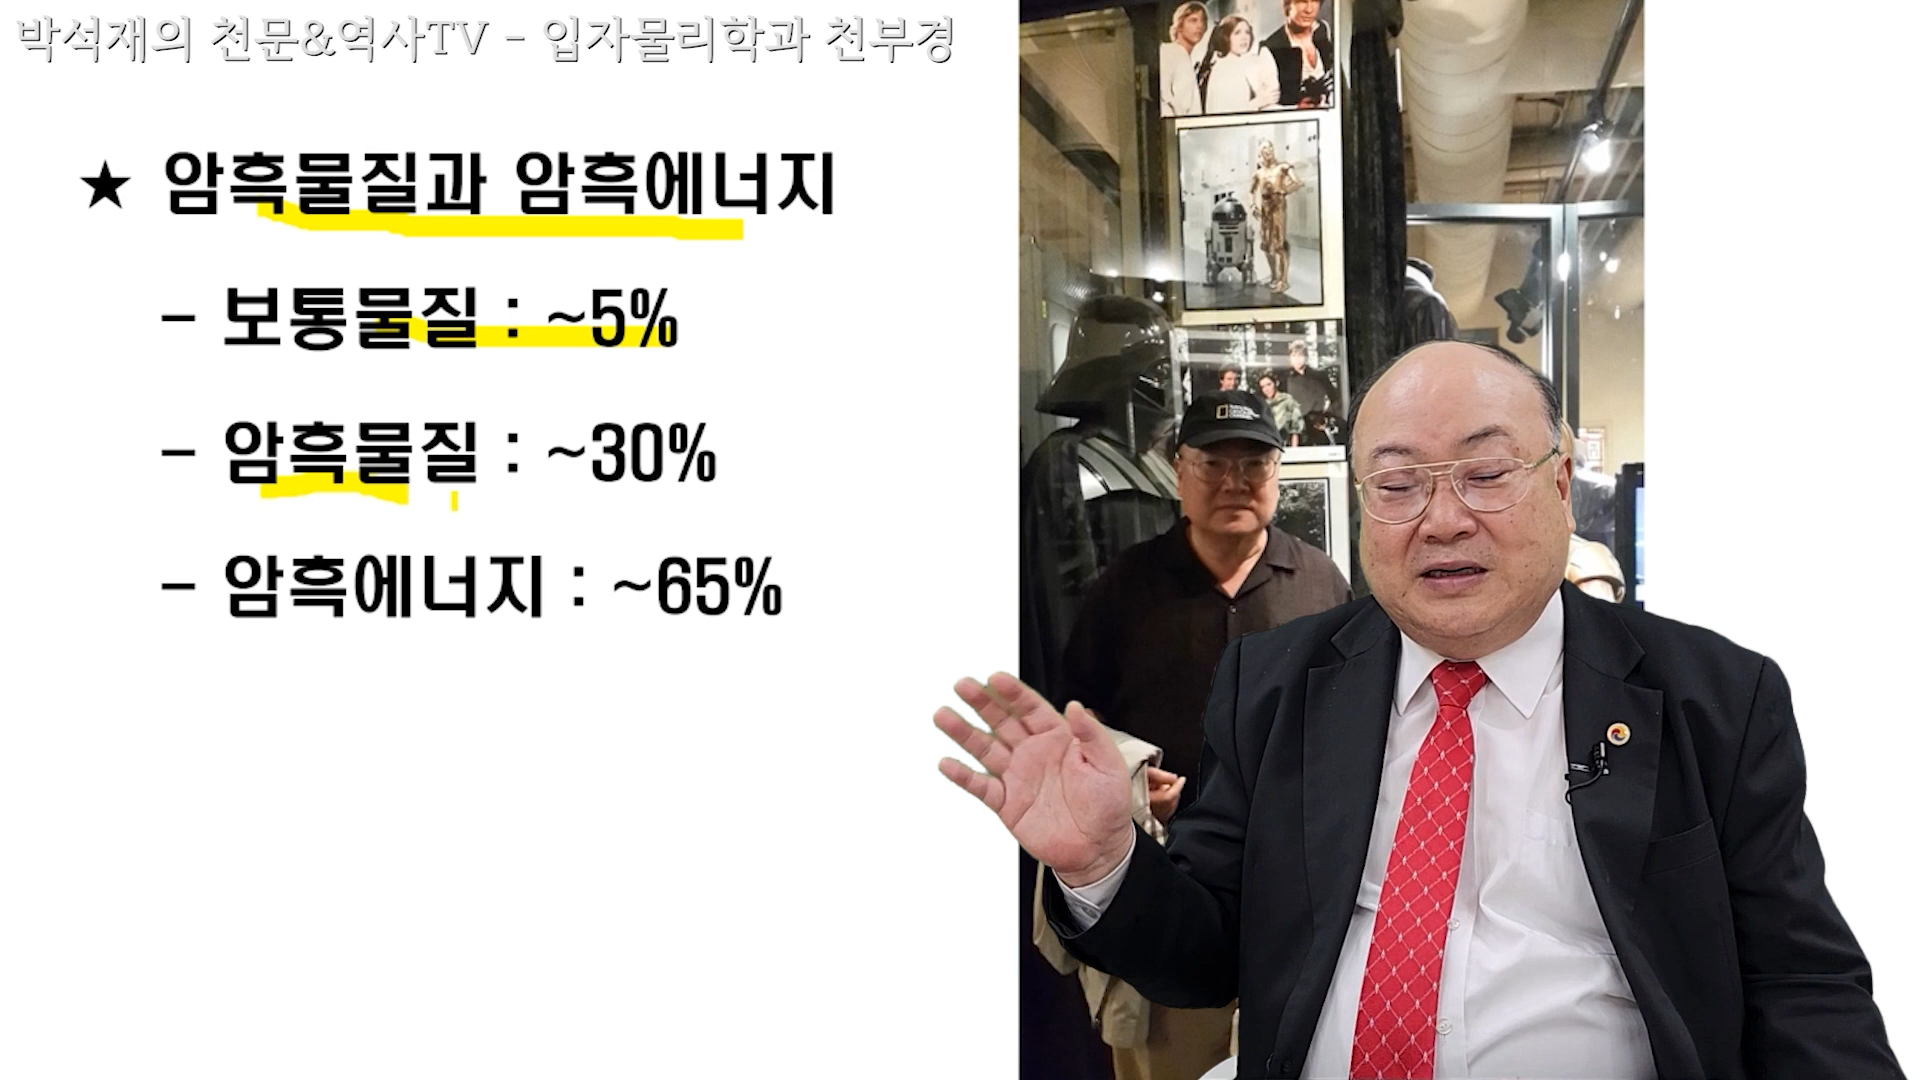 박석재의 천문&역사TV - 입자물리학과 천부경
★ 암흑물질과 암흑에너지
- 보통물질 : ~5%
- 암흑물질 : ~30%
- 암흑에너지 : ~65%